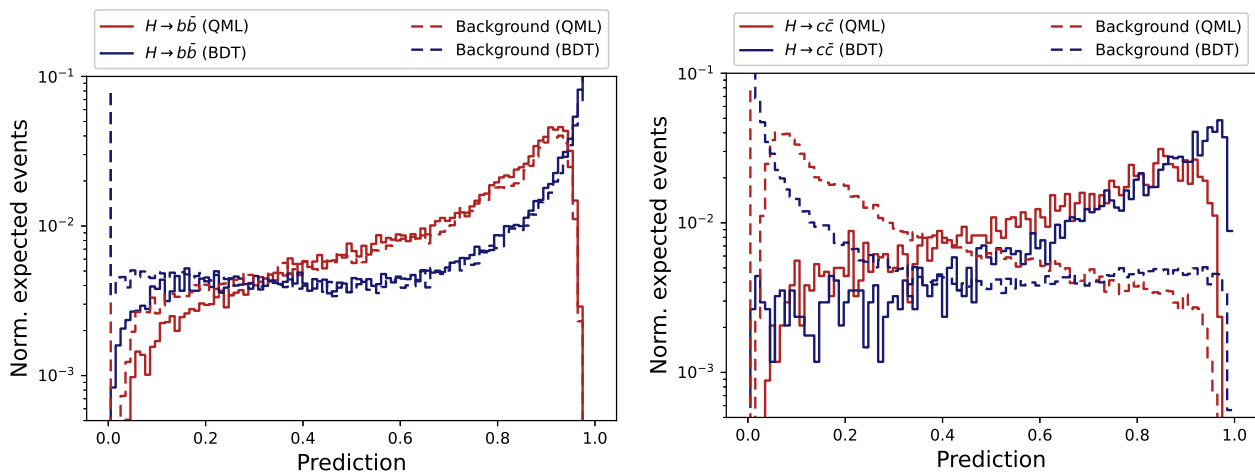 H→bb̄ (QML) Background (QML)
H→bb̄ (BDT) Background (BDT)
10⁻¹
10⁻²
10⁻³
Norm. expected events
0.0 0.2 0.4 0.6 0.8 1.0
Prediction
H→cc̄ (QML) Background (QML)
H→cc̄ (BDT) Background (BDT)
10⁻¹
10⁻²
10⁻³
Norm. expected events
0.0 0.2 0.4 0.6 0.8 1.0
Prediction